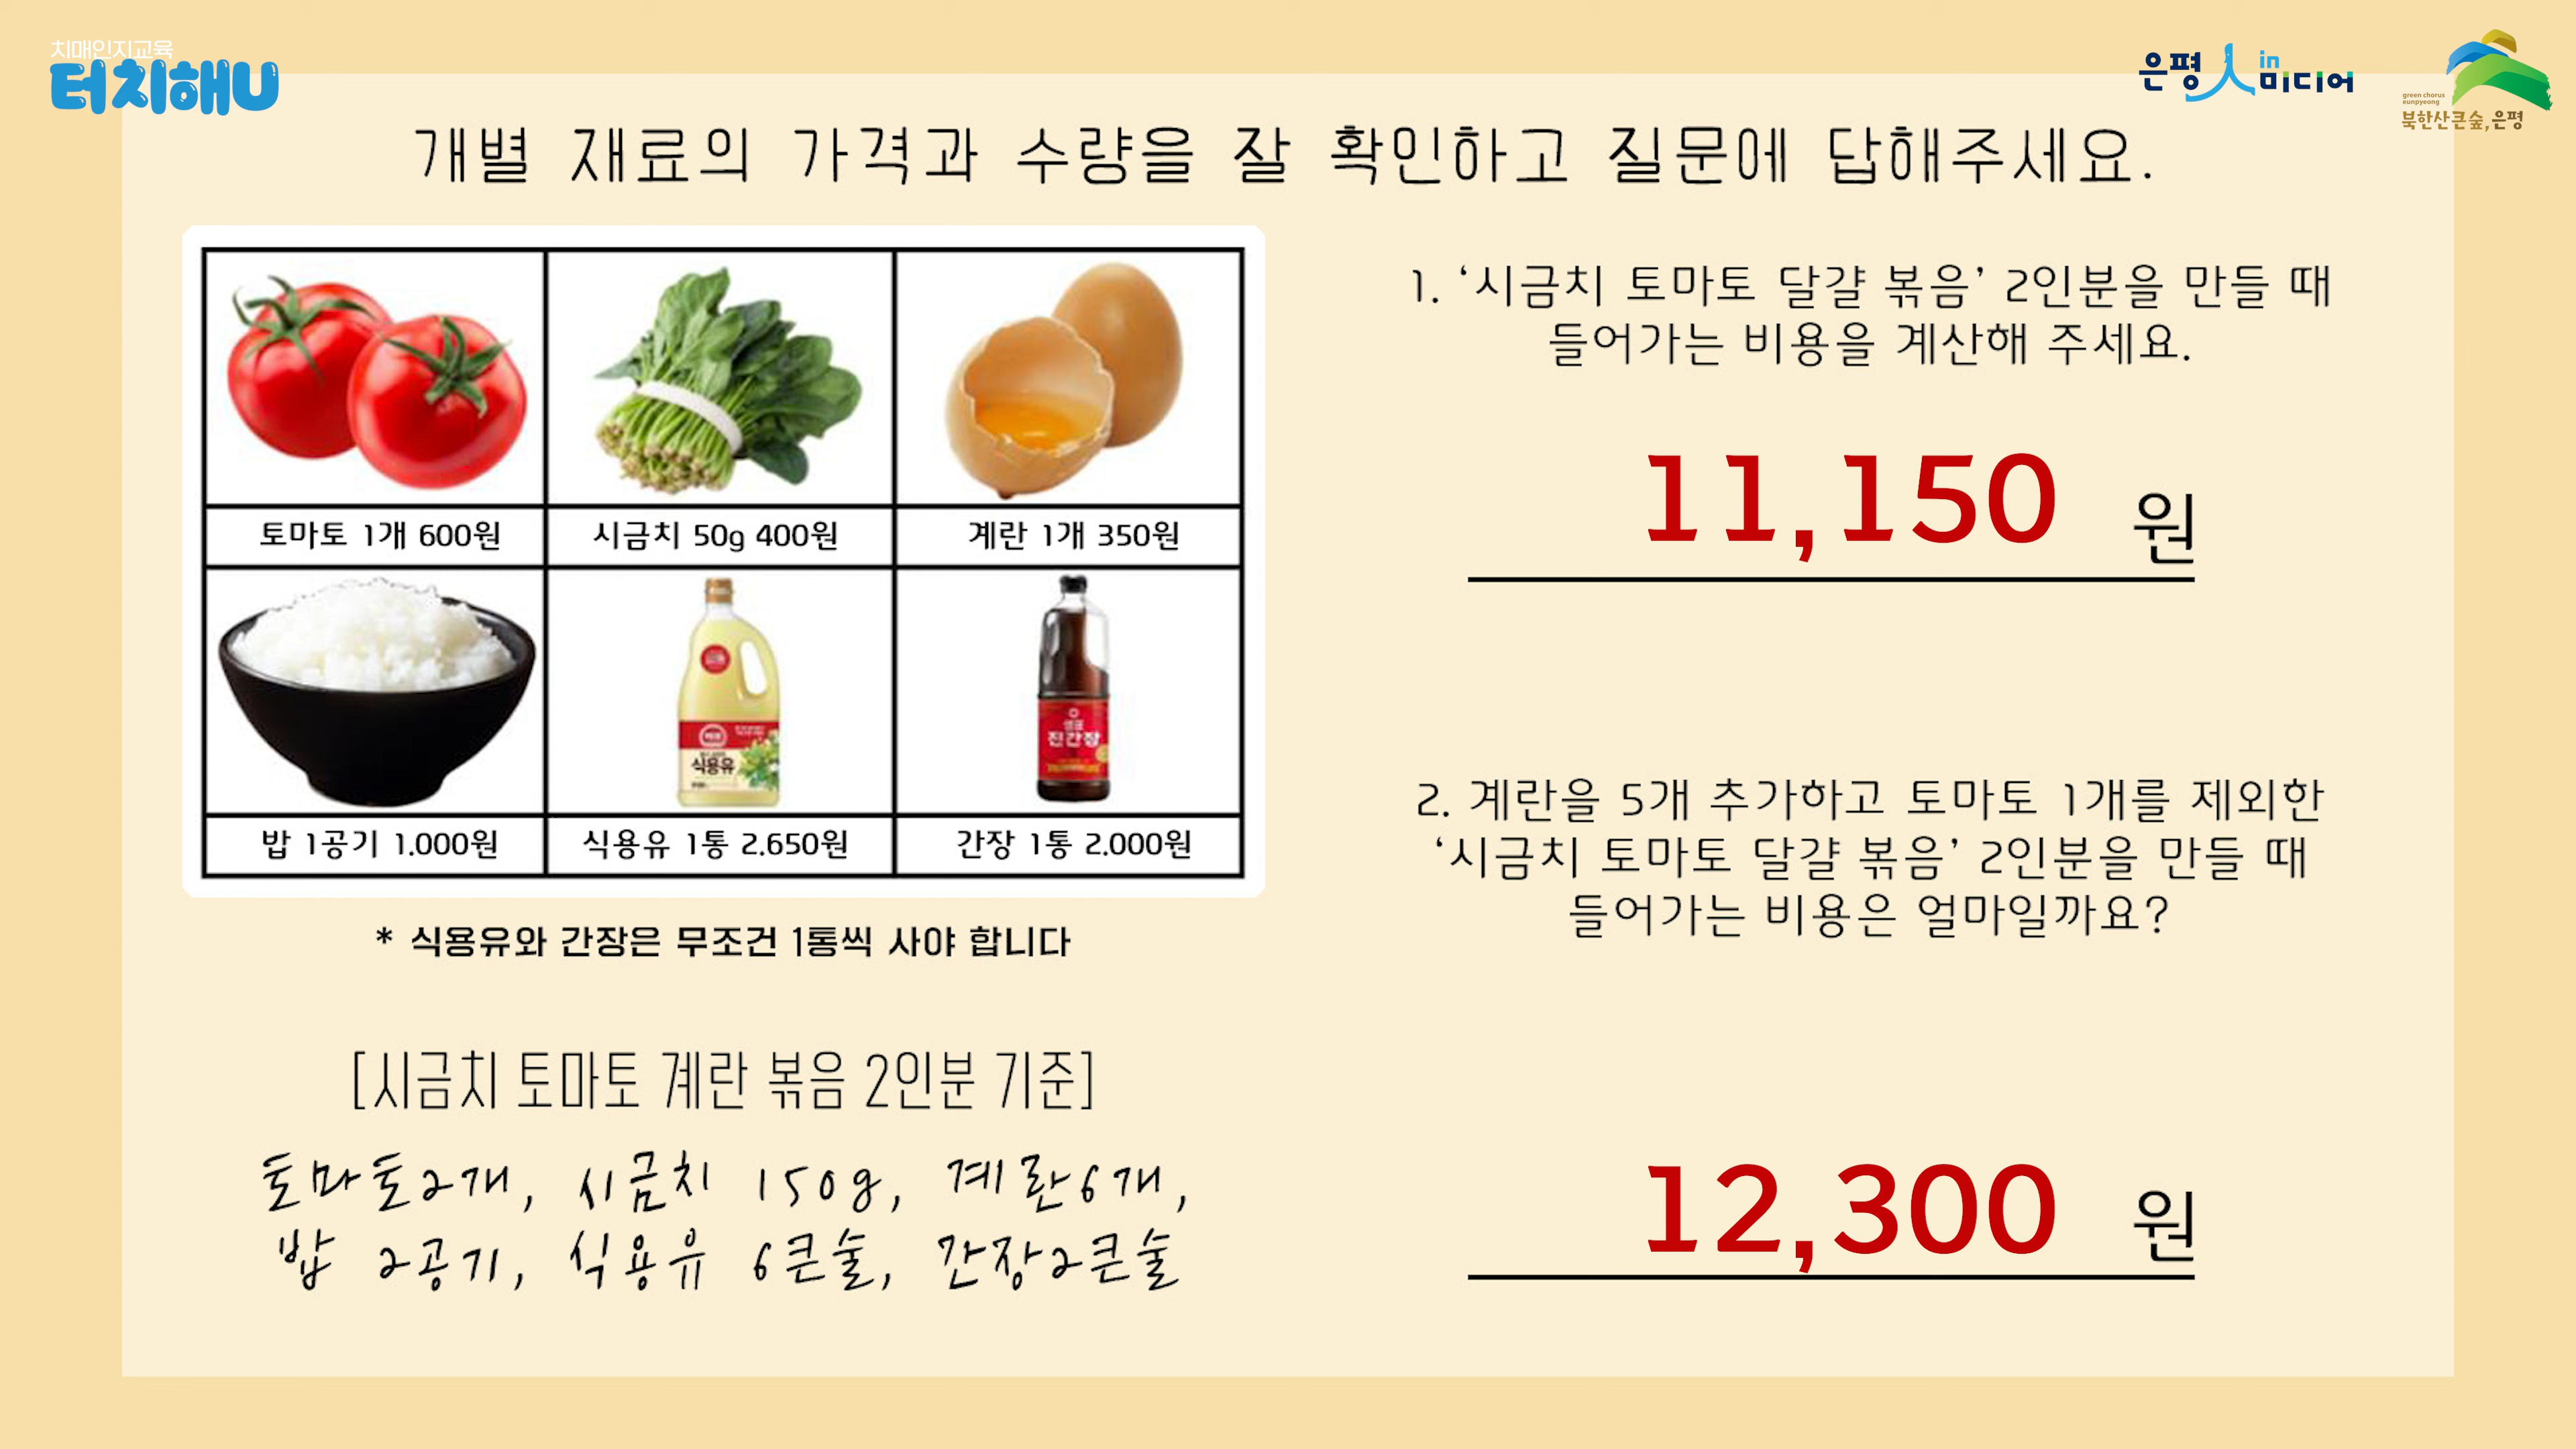 치매인지교육
터치해U
은평人in미디어
green chorus
eunpyeong
북한산큰숲,은평
개별 재료의 가격과 수량을 잘 확인하고 질문에 답해주세요.
토마토 1개 600원
시금치 50g 400원
계란 1개 350원
식용유
샘표
진간장
밥 1공기 1.000원
식용유 1통 2.650원
간장 1통 2.000원
* 식용유와 간장은 무조건 1통씩 사야 합니다
[시금치 토마토 계란 볶음 2인분 기준]
토마토2개, 시금치 150g, 계란6개,
밥 2공기, 식용유 6큰술, 간장2큰술
1. ‘시금치 토마토 달걀 볶음’ 2인분을 만들 때
들어가는 비용을 계산해 주세요.
11,150 원
2. 계란을 5개 추가하고 토마토 1개를 제외한
‘시금치 토마토 달걀 볶음’ 2인분을 만들 때
들어가는 비용은 얼마일까요?
12,300 원